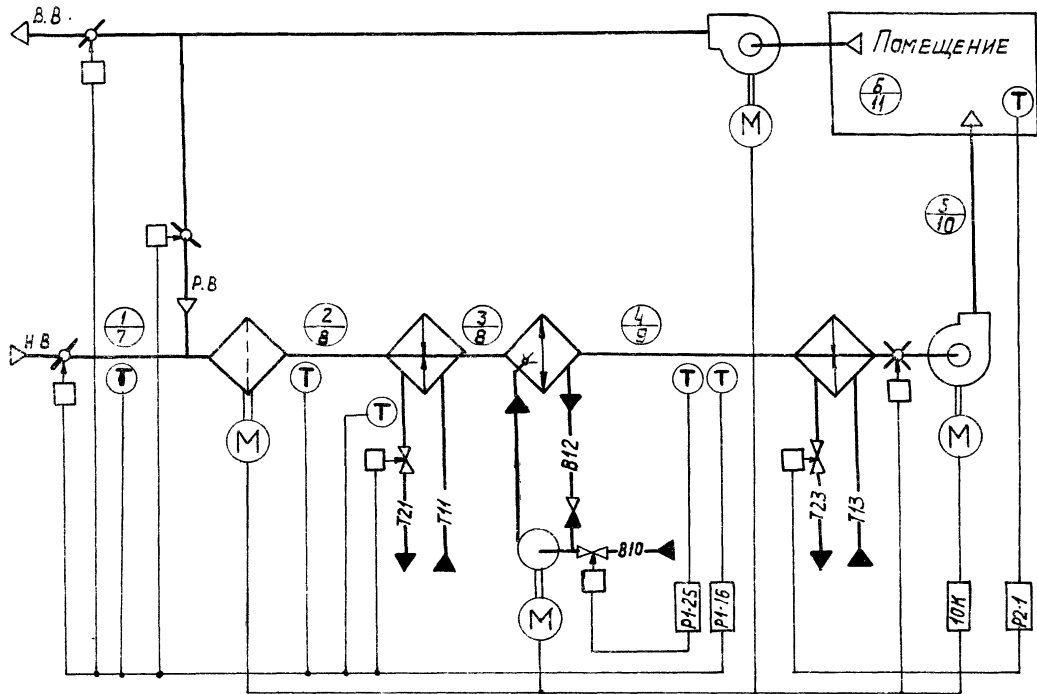 В.В.
Помещение
6
11
Т
М
5
10
Р.В
Н В
1
7
2
8
3
8
4
9
Т
Т
Т
Т
Т
М
М
В12
Т21
Т11
Т23
Т13
В10
М
Р1-25
Р1-16
10К
Р2-1